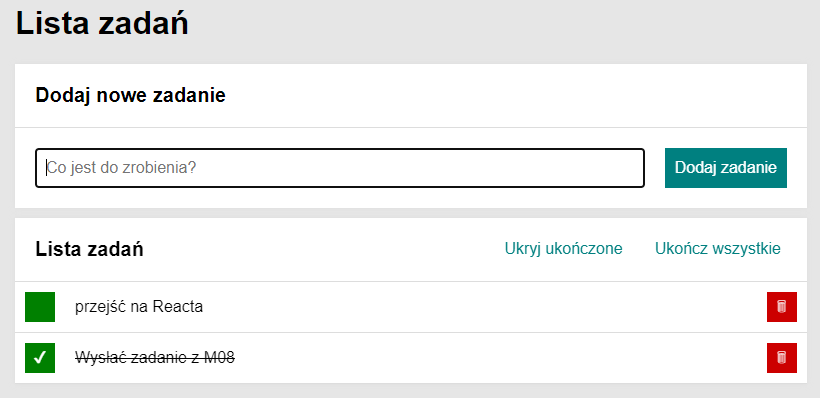 Lista zadań
Dodaj nowe zadanie
Co jest do zrobienia?
Dodaj zadanie
Lista zadań
Ukryj ukończone
Ukończ wszystkie
przejść na Reacta
Wysłać zadanie z M08